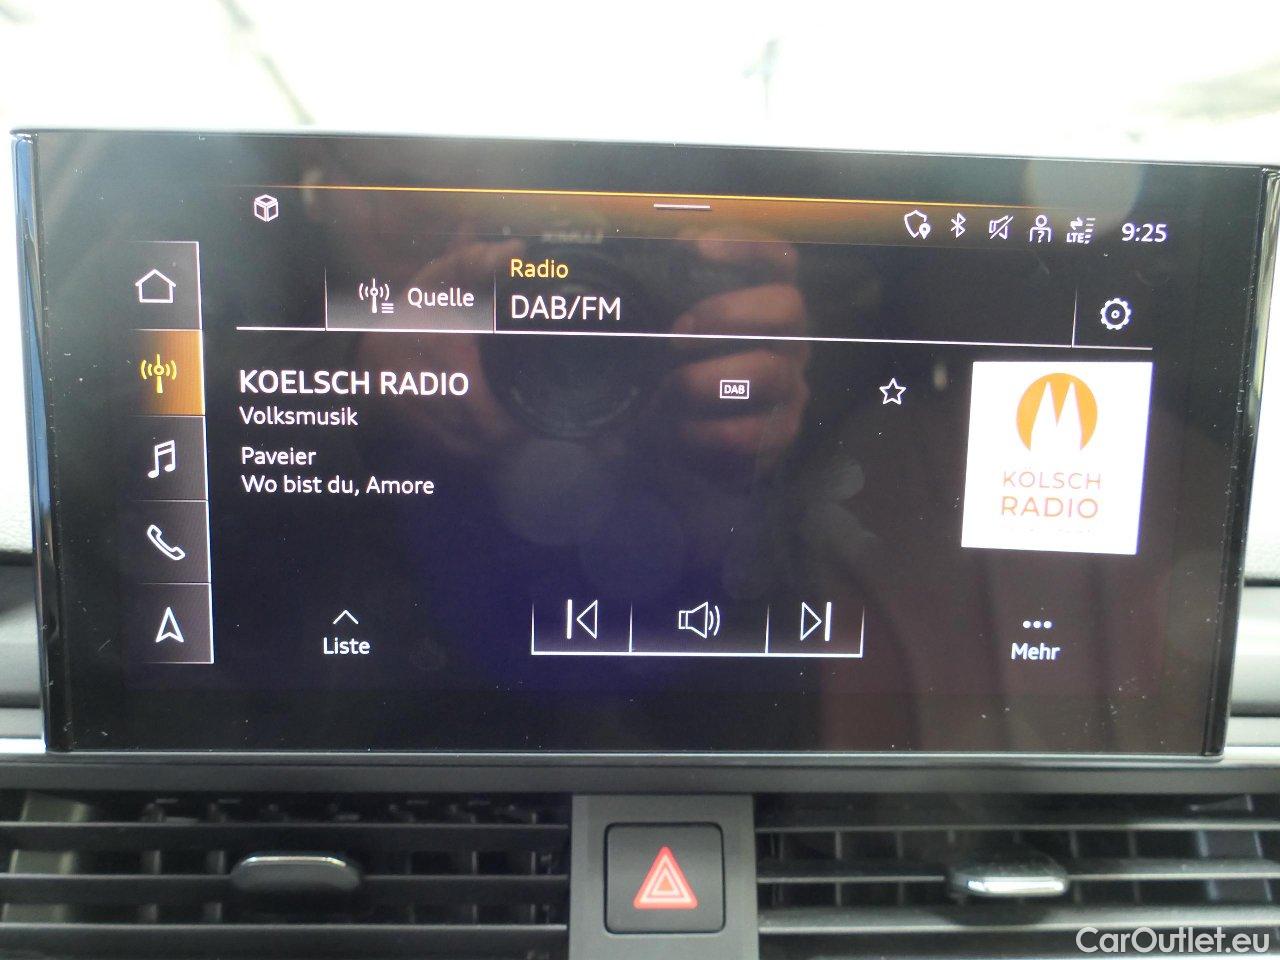 LTE 9:25
Quelle
Radio
DAB/FM
KOELSCH RADIO
DAB
Volksmusik
Paveier
Wo bist du, Amore
KÖLSCH
RADIO
Liste
Mehr
CarOutlet.eu